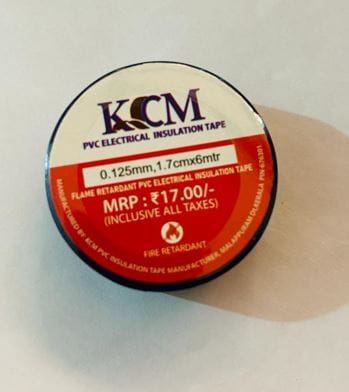 KCM
PVC ELECTRICAL INSULATION TAPE
0.125mm,1.7cmx6mtr
FLAME RETARDANT PVC ELECTRICAL INSULATION TAPE
MRP : ₹17.00/-
(INCLUSIVE ALL TAXES)
FIRE RETARDANT
MANUFACTURED BY KCM PVC INSULATION TAPE MANUFACTURER, MALAPPURAM Dt.KERALA PIN-676301